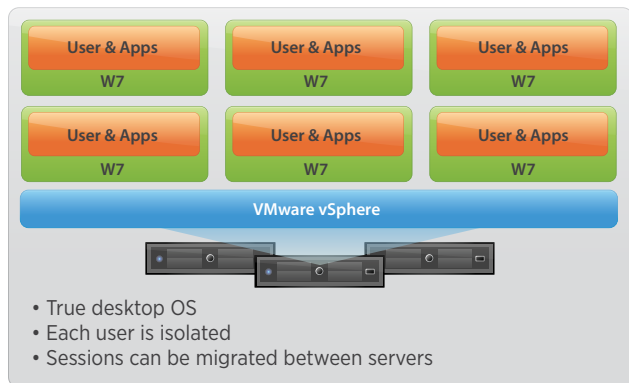 User & Apps
W7
User & Apps
W7
User & Apps
W7
User & Apps
W7
User & Apps
W7
User & Apps
W7
VMware vSphere
• True desktop OS
• Each user is isolated
• Sessions can be migrated between servers